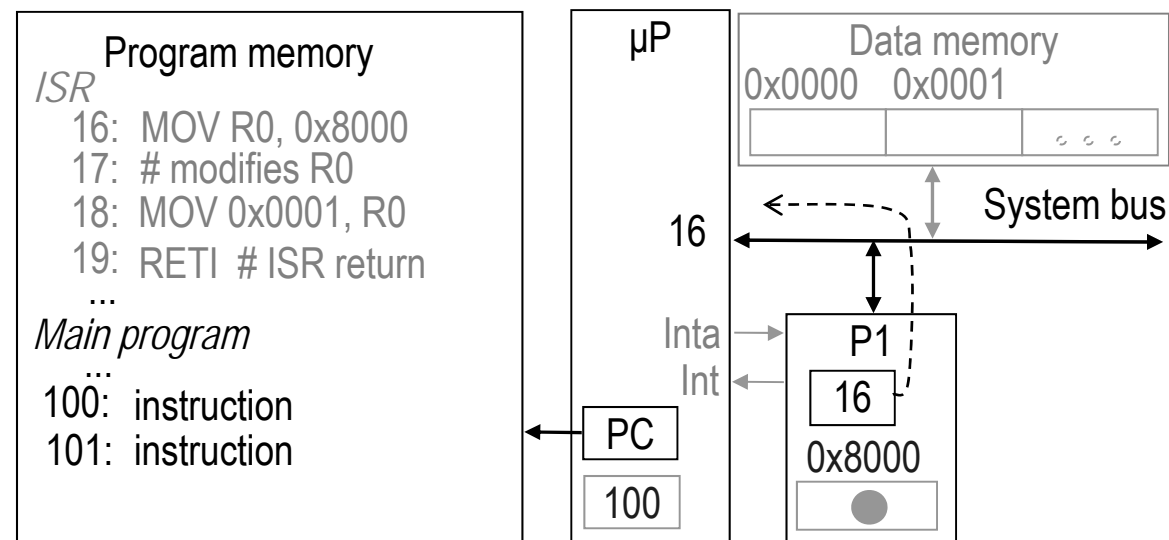 Program memory
ISR
16: MOV R0, 0x8000
17: # modifies R0
18: MOV 0x0001, R0
19: RETI # ISR return
...
Main program
...
100: instruction
101: instruction
µP
16
Inta
Int
PC
100
Data memory
0x0000 0x0001
...
System bus
P1
16
0x8000